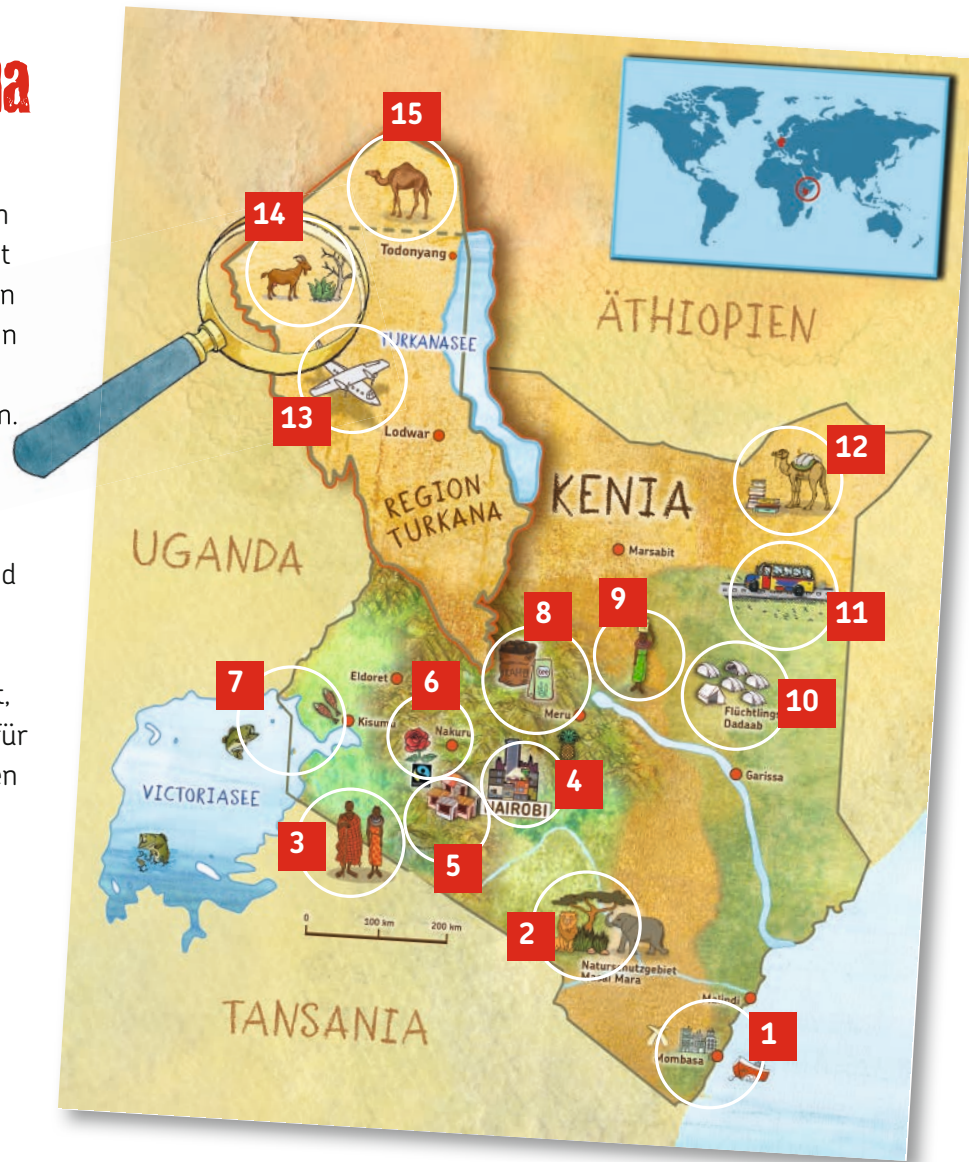 15
14
Todonyang
ÄTHIOPIEN
TURKANASEE
13
Lodwar
12
REGION
TURKANA
KENIA
UGANDA
Marsabit
11
9
8
7
6
Eldoret
10
Flüchtlings
Dadaab
Meru
Kisumu
Nakuru
Garissa
4
VICTORIASEE
NAIROBI
3
5
0
100 km
200 km
2
Naturschutzgebiet
Masai Mara
Malindi
TANSANIA
1
Mombasa